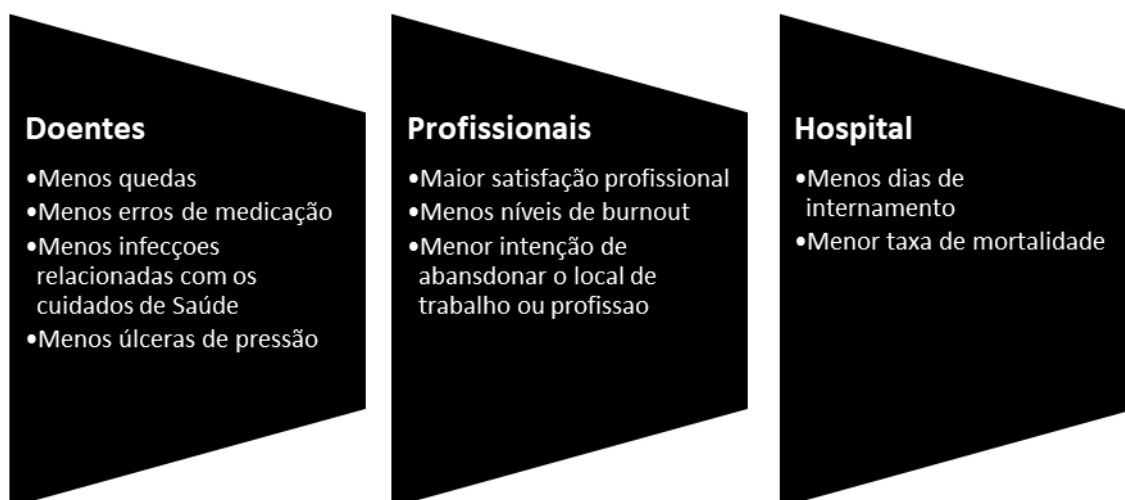 Doentes
•Menos quedas
•Menos erros de medicação
•Menos infecçoes
relacionadas com os
cuidados de Saúde
•Menos úlceras de pressão
Profissionais
•Maior satisfação profissional
•Menos níveis de burnout
•Menor intenção de
abansdonar o local de
trabalho ou profissao
Hospital
•Menos dias de
internamento
•Menor taxa de mortalidade